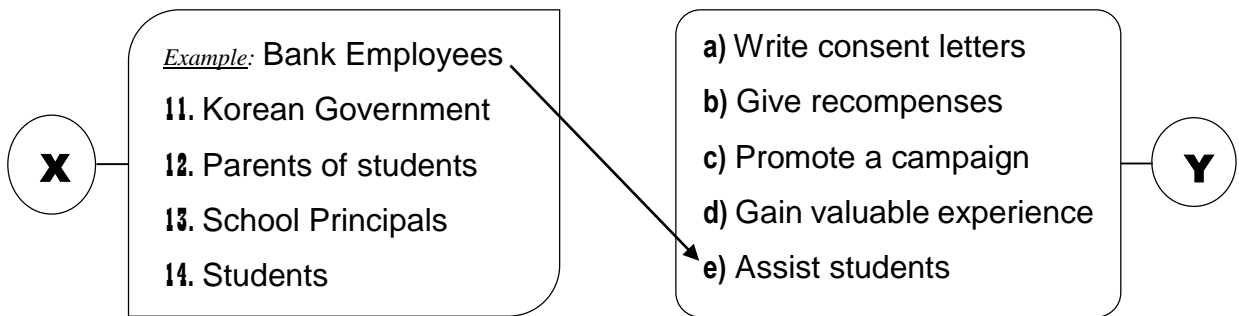 X
Example: Bank Employees
11. Korean Government
12. Parents of students
13. School Principals
14. Students
a) Write consent letters
b) Give recompenses
c) Promote a campaign
d) Gain valuable experience
e) Assist students
Y